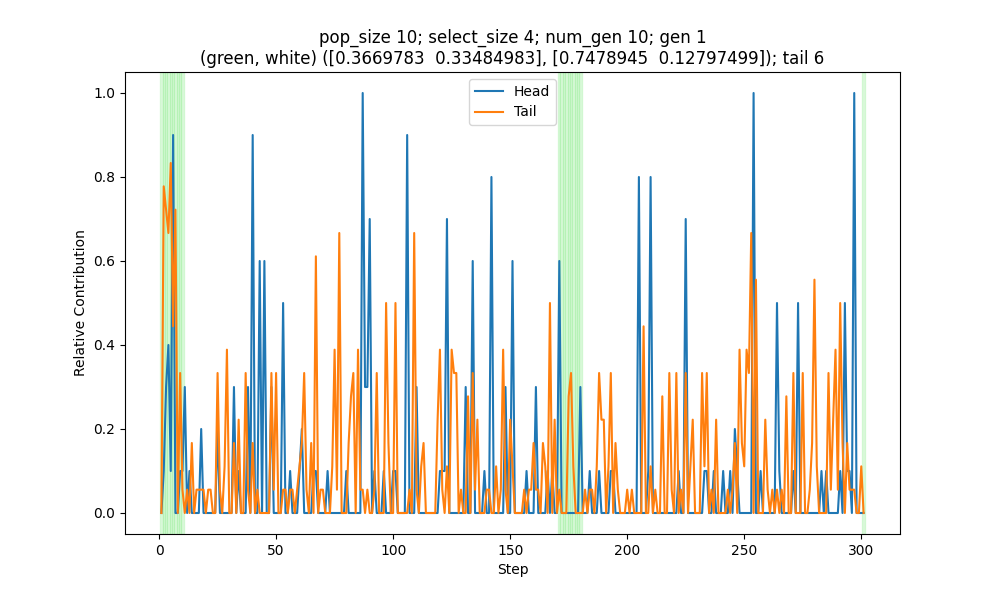 pop_size 10; select_size 4; num_gen 10; gen 1
(green, white) ([0.3669783  0.33484983], [0.7478945  0.12797499]); tail 6
Head
Tail
Relative Contribution
1.0
0.8
0.6
0.4
0.2
0.0
0 50 100 150 200 250 300
Step